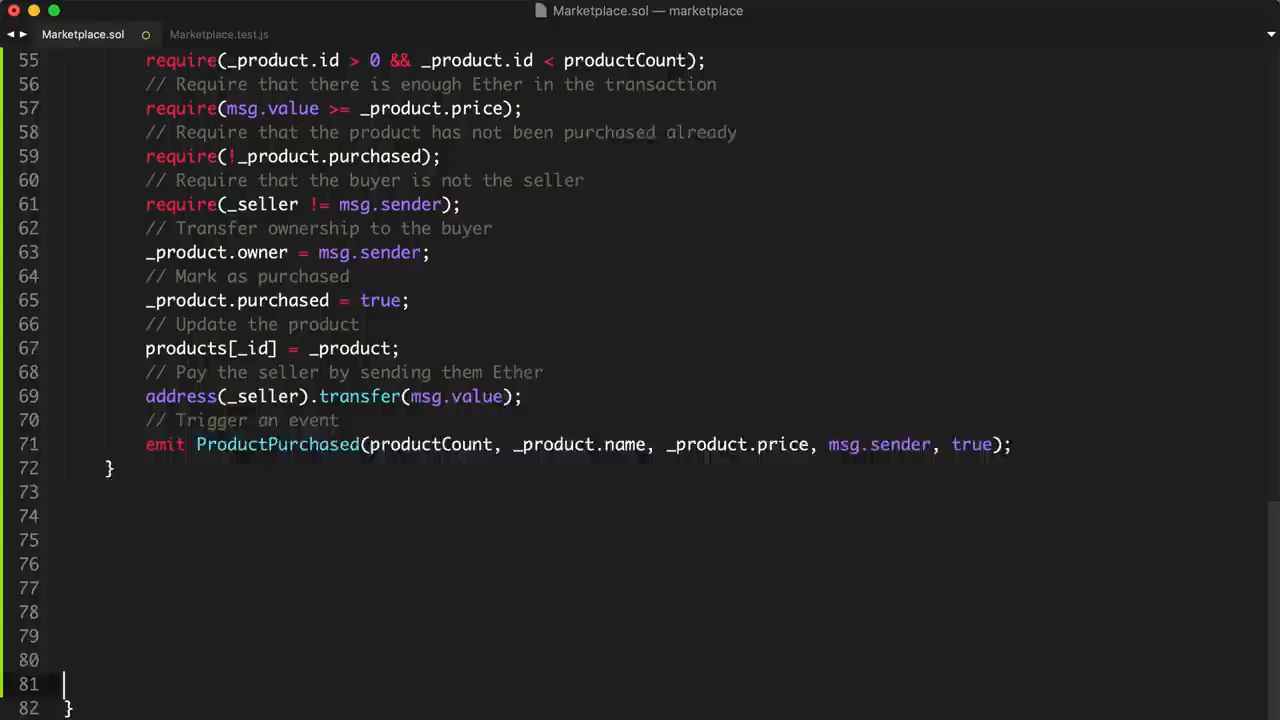 Marketplace.sol — marketplace
Marketplace.sol Marketplace.test.js
55 require(_product.id > 0 && _product.id < productCount);
56 // Require that there is enough Ether in the transaction
57 require(msg.value >= _product.price);
58 // Require that the product has not been purchased already
59 require(!_product.purchased);
60 // Require that the buyer is not the seller
61 require(_seller != msg.sender);
62 // Transfer ownership to the buyer
63 _product.owner = msg.sender;
64 // Mark as purchased
65 _product.purchased = true;
66 // Update the product
67 products[_id] = _product;
68 // Pay the seller by sending them Ether
69 address(_seller).transfer(msg.value);
70 // Trigger an event
71 emit ProductPurchased(productCount, _product.name, _product.price, msg.sender, true);
72 }
73
74
75
76
77
78
79
80
81
82 }